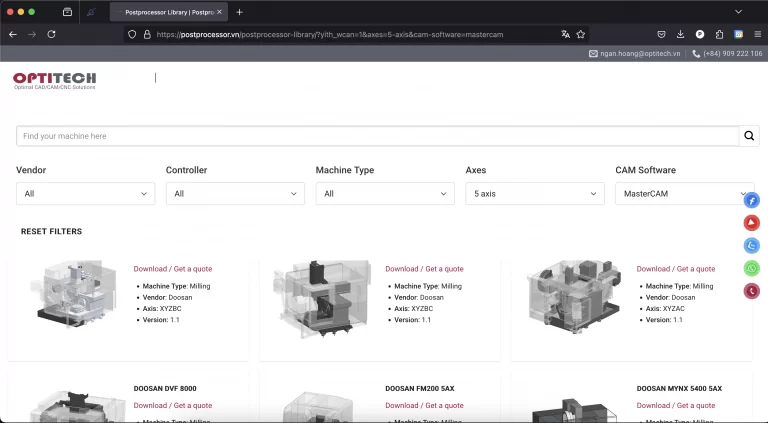 Postprocessor Library | Postpro
https://postprocessor.vn/postprocessor-library/?yith_wcan=1&axes=5-axis&cam-software=mastercam
ngan.hoang@optitech.vn | (+84) 909 222 106
OPTITECH
Optimal CAD/CAM/CNC Solutions
Find your machine here
Vendor Controller Machine Type Axes CAM Software
All All All 5 axis MasterCAM
RESET FILTERS
Download / Get a quote Download / Get a quote Download / Get a quote
• Machine Type: Milling • Machine Type: Milling • Machine Type: Milling
• Vendor: Doosan • Vendor: Doosan • Vendor: Doosan
• Axis: XYZBC • Axis: XYZBC • Axis: XYZAC
• Version: 1.1 • Version: 1.1 • Version: 1.1
DOOSAN DVF 8000 DOOSAN FM200 5AX DOOSAN MYNX 5400 5AX
Download / Get a quote Download / Get a quote Download / Get a quote
• Machine Type: Milling • Machine Type: Milling • Machine Type: Milling